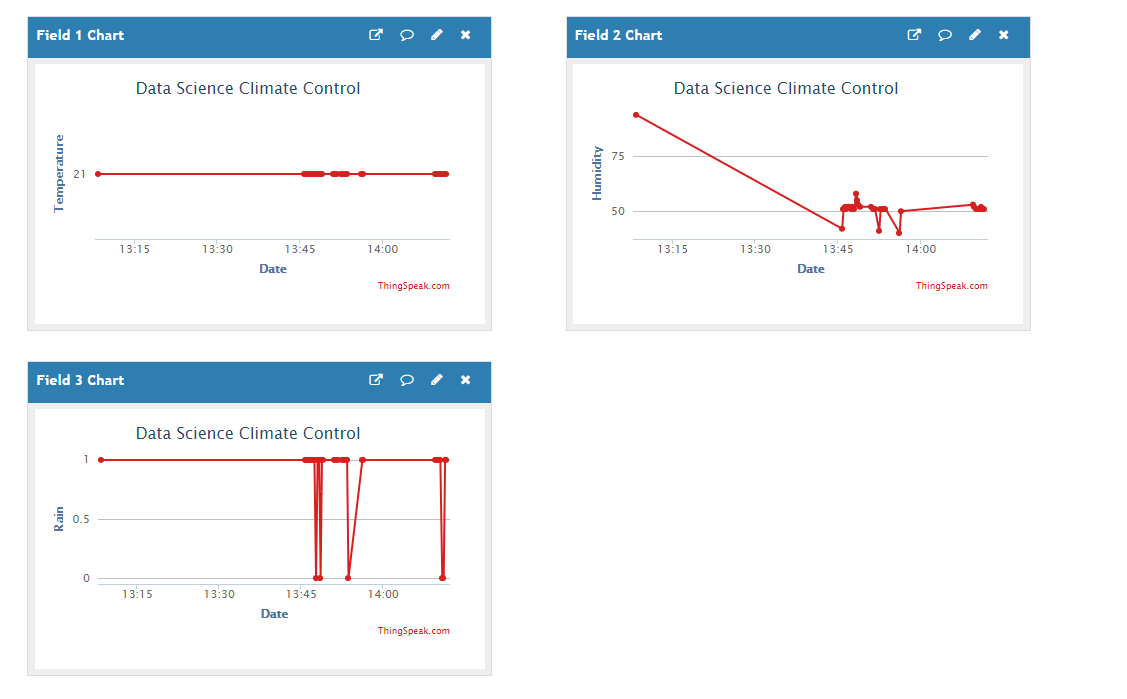 Field 1 Chart
Data Science Climate Control
Temperature
21
13:15 13:30 13:45 14:00
Date
ThingSpeak.com
Field 2 Chart
Data Science Climate Control
Humidity
75
50
13:15 13:30 13:45 14:00
Date
ThingSpeak.com
Field 3 Chart
Data Science Climate Control
Rain
1
0.5
0
13:15 13:30 13:45 14:00
Date
ThingSpeak.com